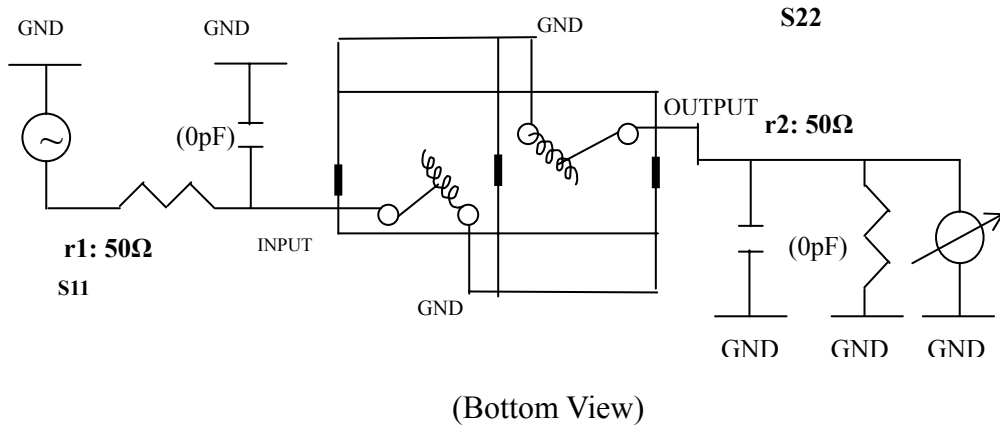 S22
GND
GND
GND
OUTPUT
r2: 50Ω
(0pF)
INPUT
r1: 50Ω
(0pF)
S11
GND
GND
GND
GND
(Bottom View)